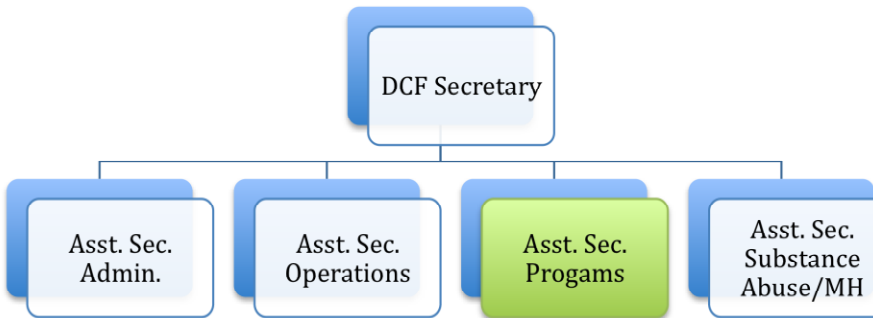 DCF Secretary
Asst. Sec.
Admin.
Asst. Sec.
Operations
Asst. Sec.
Progams
Asst. Sec.
Substance
Abuse/MH